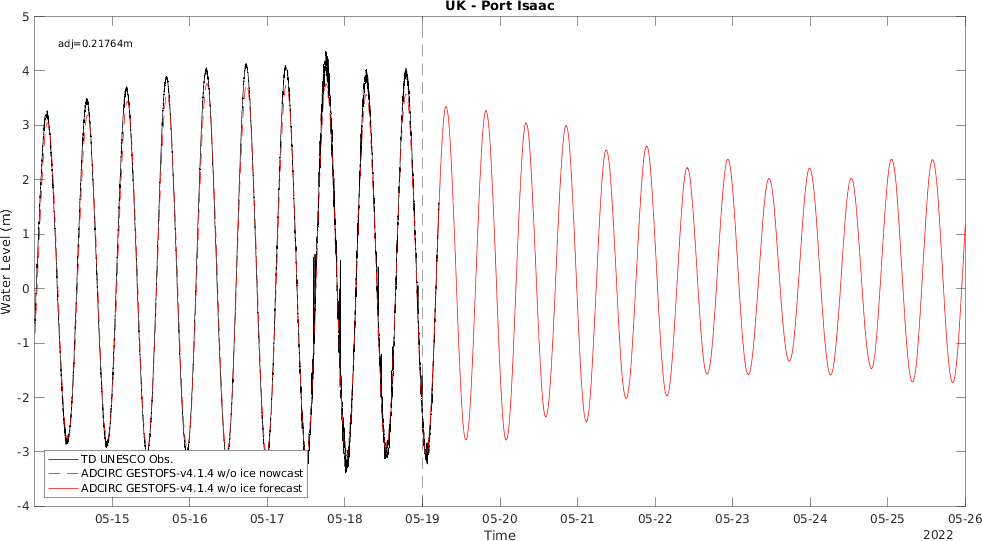 UK - Port Isaac
adj=0.21764m
5
4
3
2
1
0
-1
-2
-3
-4
Water Level (m)
TD UNESCO Obs.
ADCIRC GESTOFS-v4.1.4 w/o ice nowcast
ADCIRC GESTOFS-v4.1.4 w/o ice forecast
05-15 05-16 05-17 05-18 05-19 05-20 05-21 05-22 05-23 05-24 05-25 05-26
Time
2022